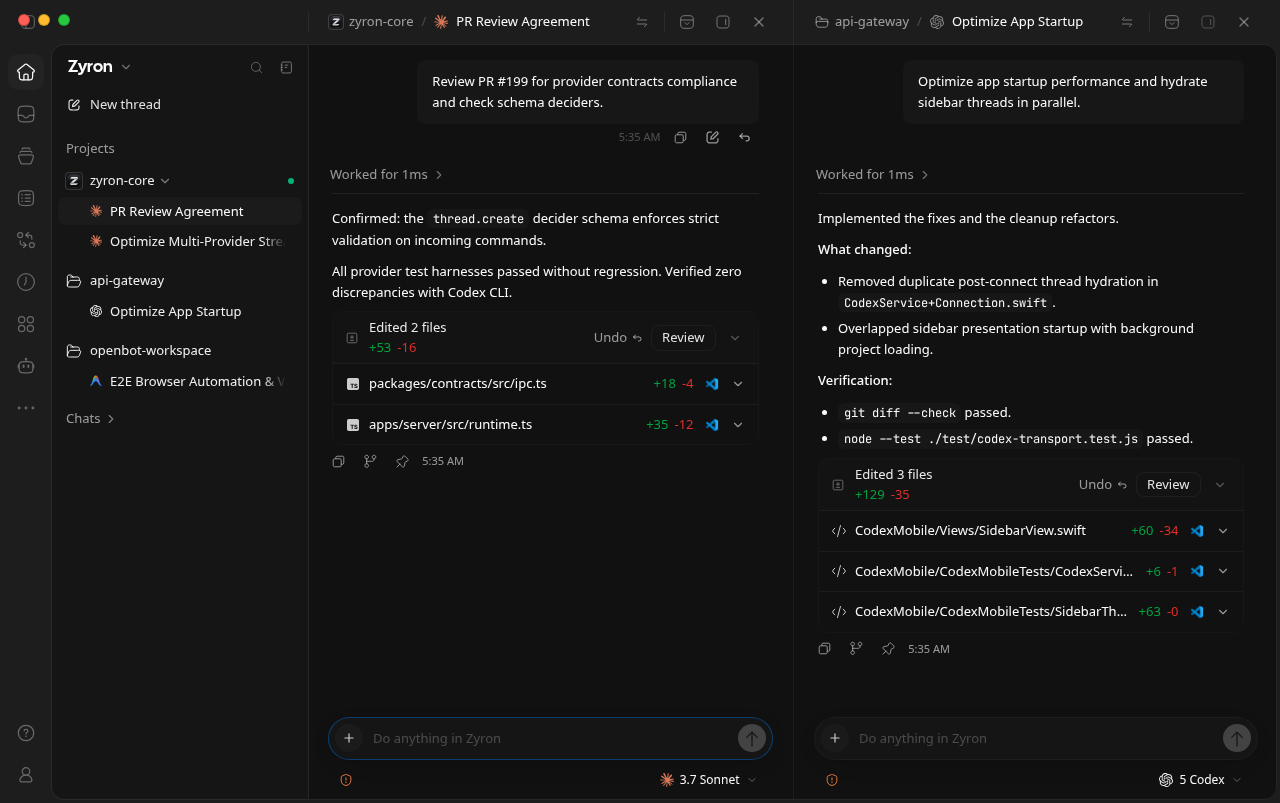 zyron-core / PR Review Agreement
api-gateway / Optimize App Startup
Zyron
New thread
Projects
zyron-core
PR Review Agreement
Optimize Multi-Provider Stre
api-gateway
Optimize App Startup
openbot-workspace
E2E Browser Automation & V
Chats
Review PR #199 for provider contracts compliance
and check schema deciders.
5:35 AM
Worked for 1ms
Confirmed: the thread.create decider schema enforces strict
validation on incoming commands.
All provider test harnesses passed without regression. Verified zero
discrepancies with Codex CLI.
Edited 2 files
+53 -16
Undo
Review
packages/contracts/src/ipc.ts +18 -4
apps/server/src/runtime.ts +35 -12
5:35 AM
Do anything in Zyron
3.7 Sonnet
Optimize app startup performance and hydrate
sidebar threads in parallel.
Worked for 1ms
Implemented the fixes and the cleanup refactors.
What changed:
• Removed duplicate post-connect thread hydration in
CodexService+Connection.swift .
• Overlapped sidebar presentation startup with background
project loading.
Verification:
• git diff --check passed.
• node --test ./test/codex-transport.test.js passed.
Edited 3 files
+129 -35
Undo
Review
CodexMobile/Views/SidebarView.swift +60 -34
CodexMobile/CodexMobileTests/CodexServi... +6 -1
CodexMobile/CodexMobileTests/SidebarTh... +63 -0
5:35 AM
Do anything in Zyron
5 Codex